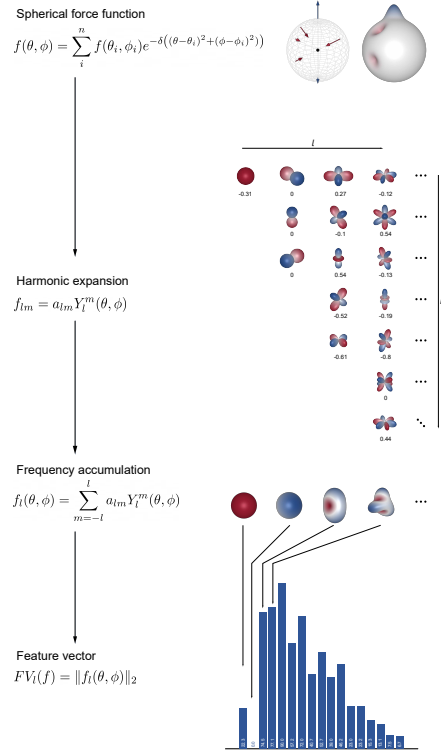 Spherical force function
f(θ, ϕ) = ∑_i^n f(θ_i, ϕ_i)e^{−δ((θ−θ_i)^2+(ϕ−ϕ_i)^2))}
l
-0.31 0 0.27 -0.12 ...
0 -0.1 0.54 ...
0 0.54 -0.13 ...
Harmonic expansion
f_{lm} = a_{lm}Y_l^m(θ, ϕ)
-0.52 -0.19 ...
-0.61 -0.8 ...
0 ...
0.44 ⋱
Frequency accumulation
f_l(θ, ϕ) = ∑_{m=−l}^l a_{lm}Y_l^m(θ, ϕ)
...
Feature vector
FV_l(f) = ‖f_l(θ, ϕ)‖_2